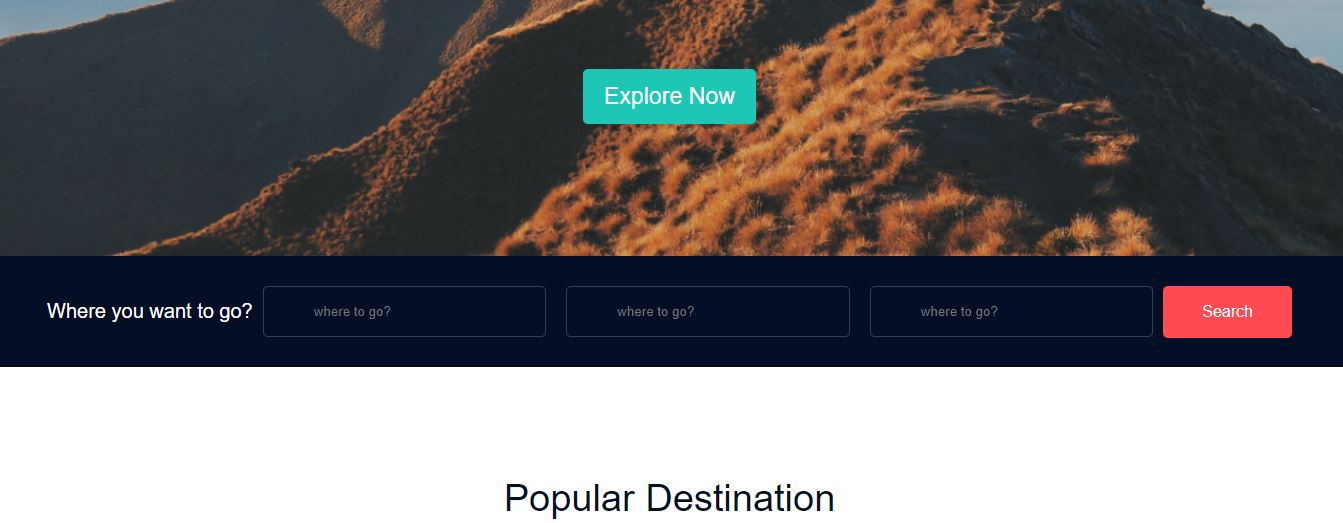 Explore Now
Where you want to go? where to go? where to go? where to go? Search
Popular Destination